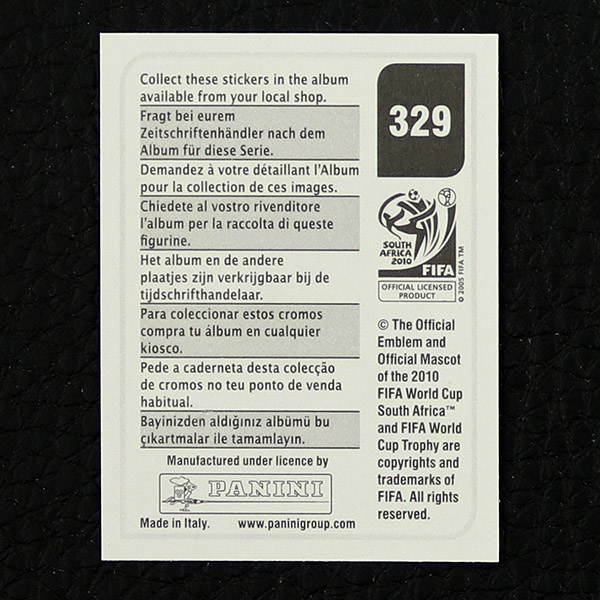 Collect these stickers in the album
available from your local shop.
Fragt bei eurem
Zeitschriftenhändler nach dem
Album für diese Serie.
Demandez à votre détaillant l'Album
pour la collection de ces images.
Chiedete al vostro rivenditore
l'album per la raccolta di queste
figurine.
Het album en de andere
plaatjes zijn verkrijgbaar bij de
tijdschrifthandelaar.
Para coleccionar estos cromos
compra tu álbum en cualquier
kiosco.
Pede a caderneta desta colecção
de cromos no teu ponto de venda
habitual.
Bayinizden aldığınız albümü bu
çıkartmalar ile tamamlayın.
Manufactured under licence by
PANINI
Made in Italy. www.paninigroup.com
329
SOUTH
AFRICA
2010
FIFA
© 2005 FIFA TM
OFFICIAL LICENSED
PRODUCT
© The Official
Emblem and
Official Mascot
of the 2010
FIFA World Cup
South Africa™
and FIFA World
Cup Trophy are
copyrights and
trademarks of
FIFA. All rights
reserved.